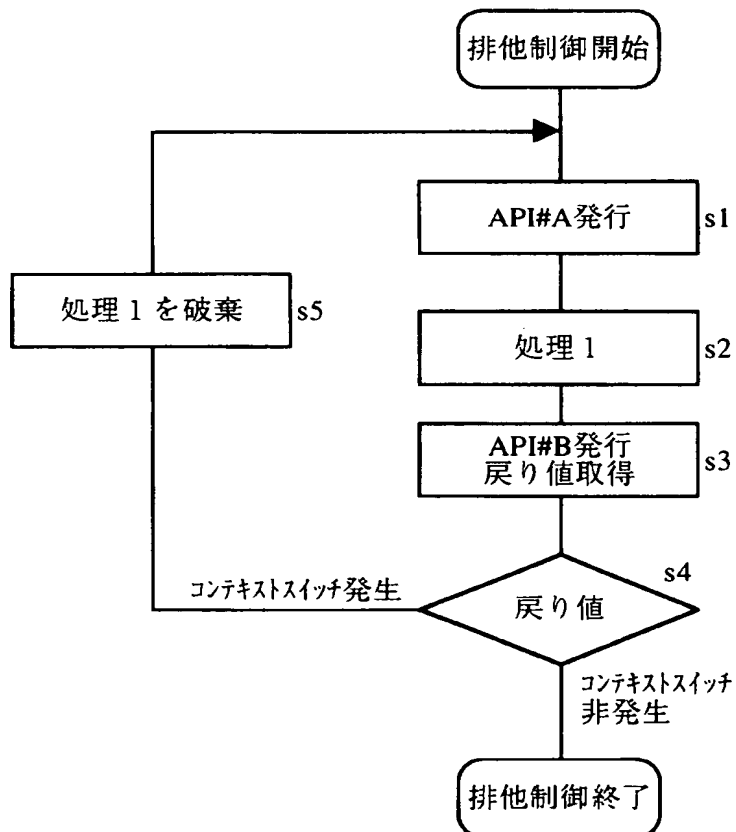 排他制御開始
API#A発行
s1
処理1を破棄
s5
処理1
s2
API#B発行
戻り値取得
s3
s4
コンテキストスイッチ発生
戻り値
コンテキストスイッチ
非発生
排他制御終了